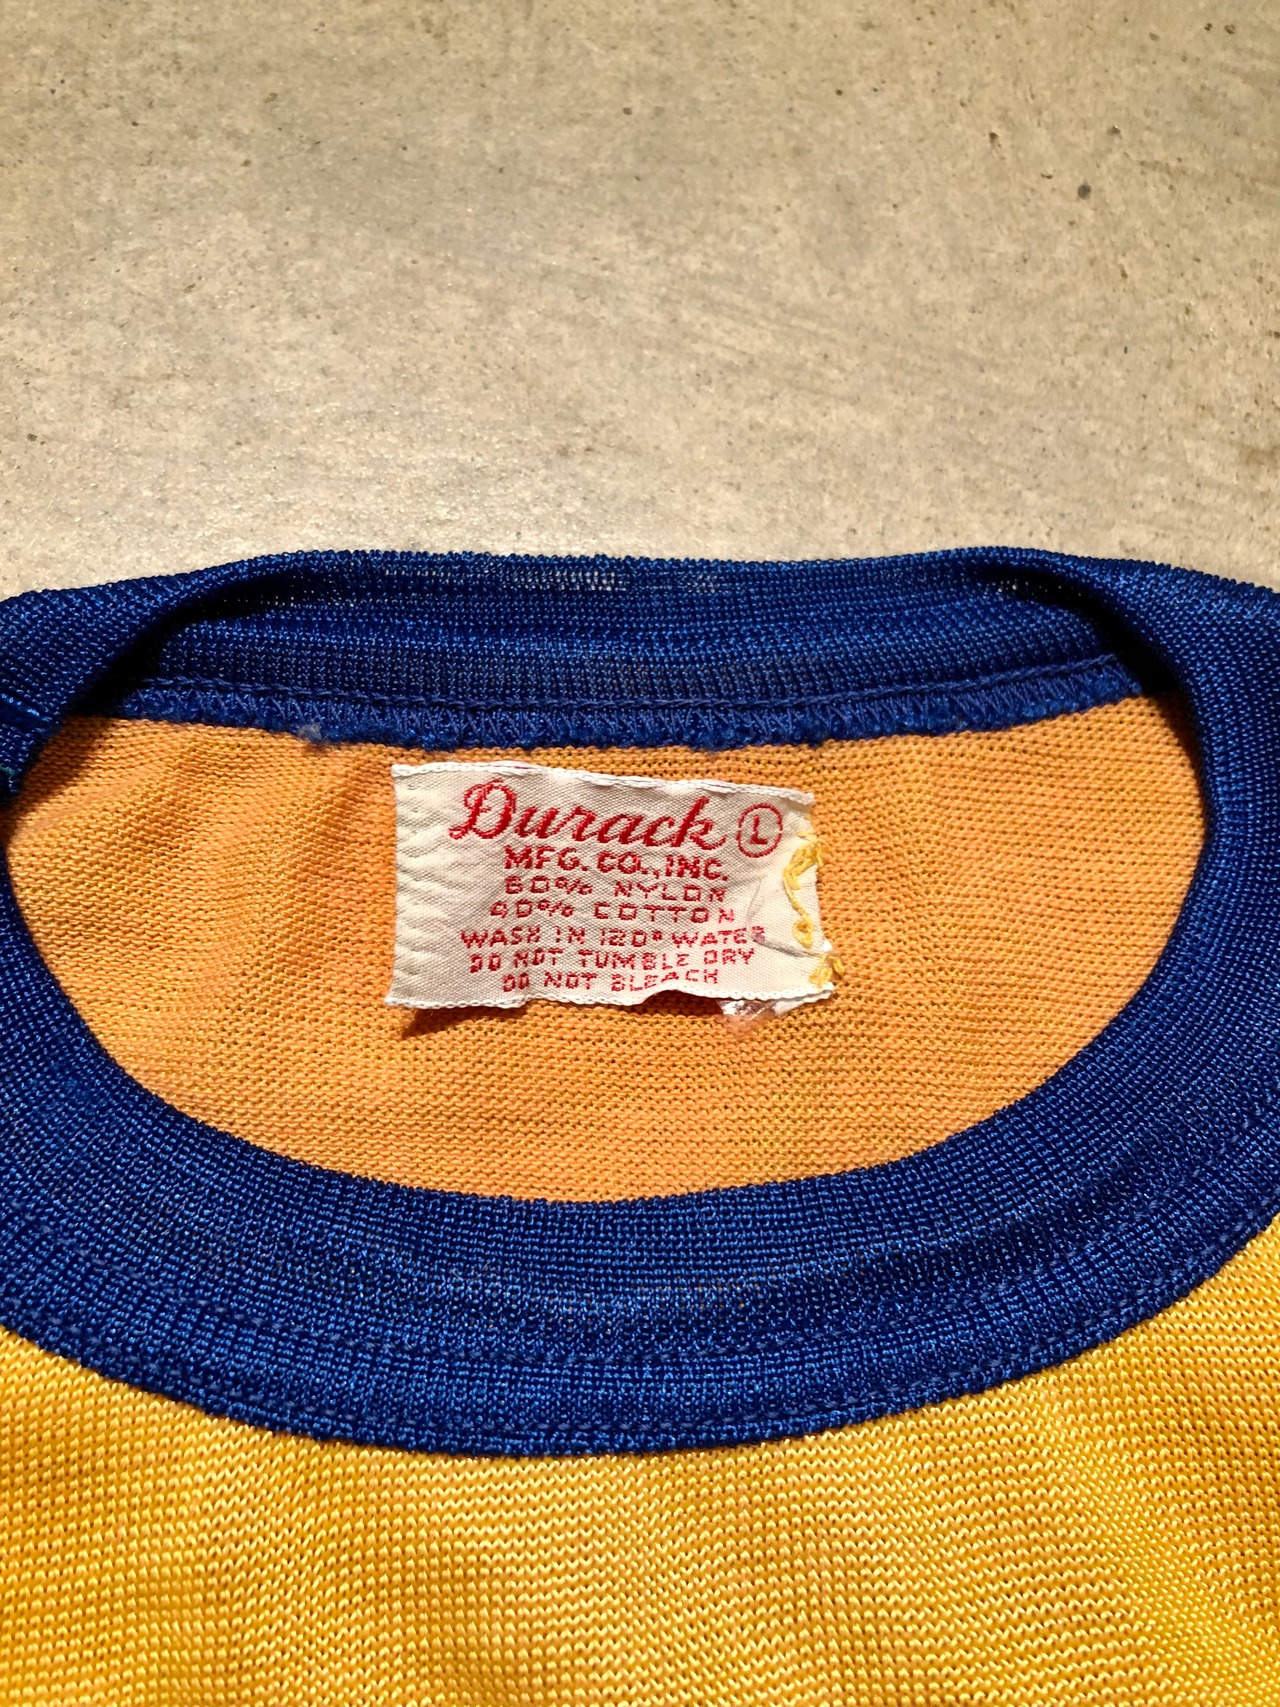 Durack Ⓛ
MFG. CO., INC.
60% NYLON
40% COTTON
WASH IN 120° WATER
DO NOT TUMBLE DRY
DO NOT BLEACH